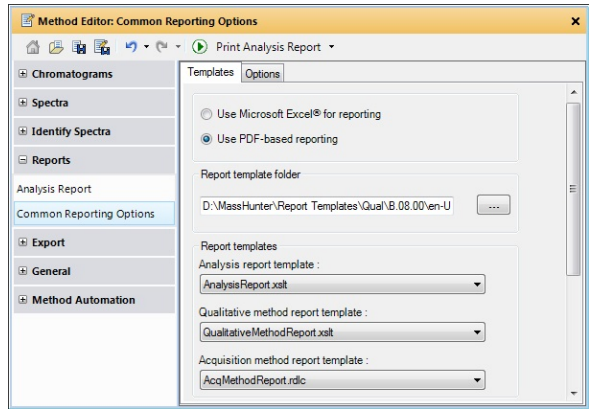 Method Editor: Common Reporting Options
Print Analysis Report
Chromatograms
Spectra
Identify Spectra
Reports
Analysis Report
Common Reporting Options
Export
General
Method Automation
Templates Options
Use Microsoft Excel® for reporting
Use PDF-based reporting
Report template folder
D:\MassHunter\Report Templates\Qual\B.08.00\en-U
...
Report templates
Analysis report template :
AnalysisReport.xslt
Qualitative method report template :
QualitativeMethodReport.xslt
Acquisition method report template :
AcqMethodReport.rdlc